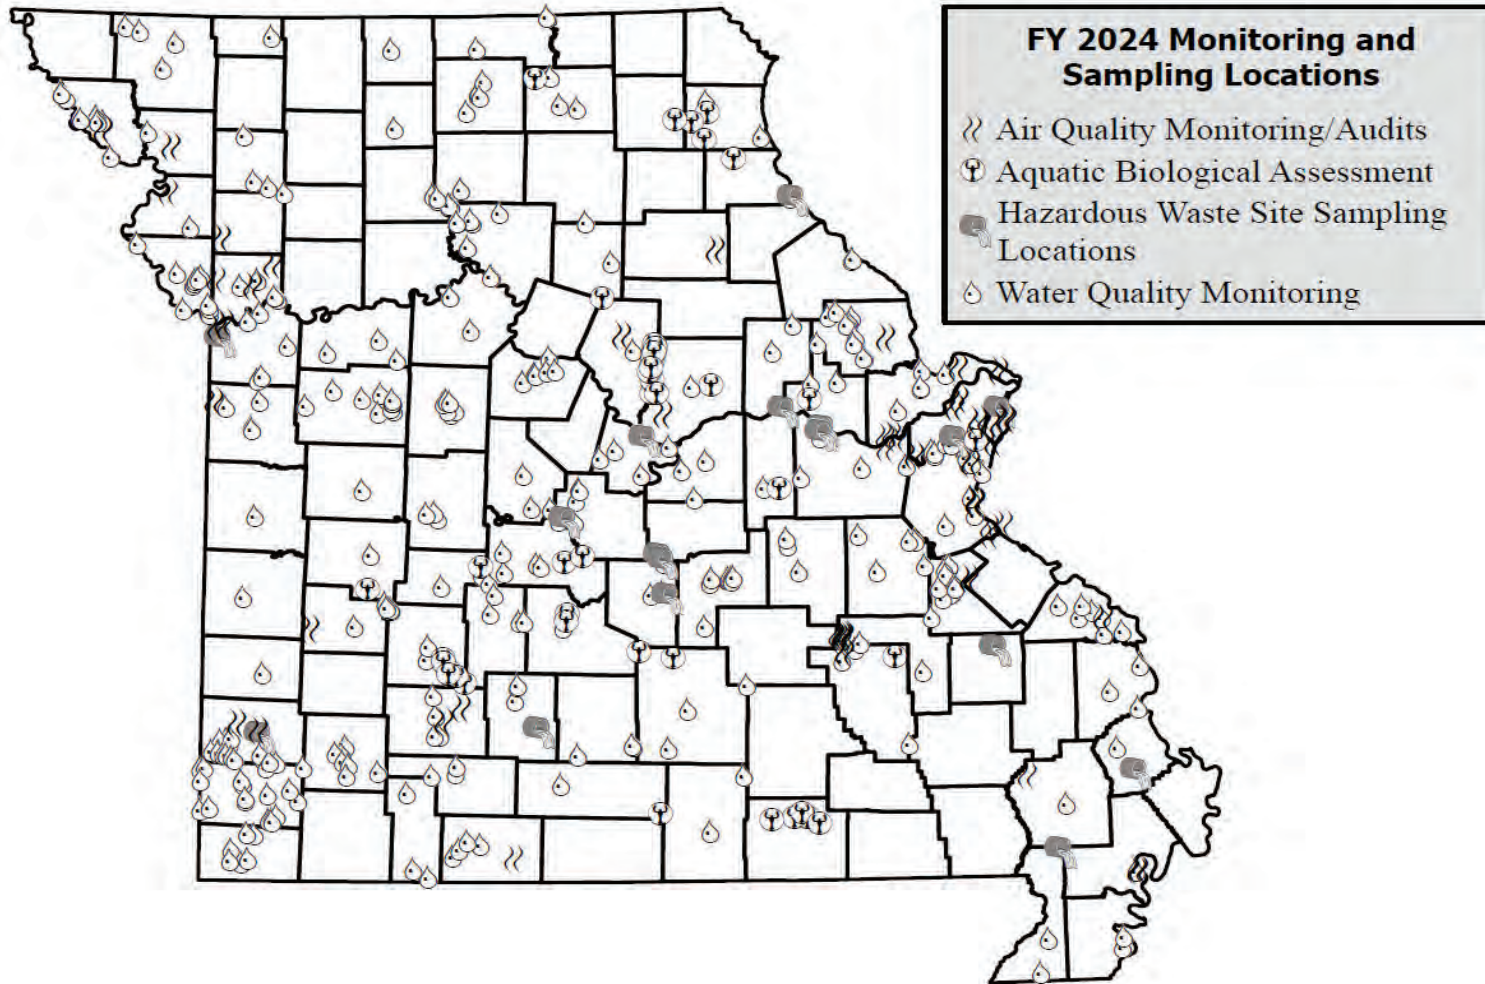 FY 2024 Monitoring and
Sampling Locations
Air Quality Monitoring/Audits
Aquatic Biological Assessment
Hazardous Waste Site Sampling
Locations
Water Quality Monitoring